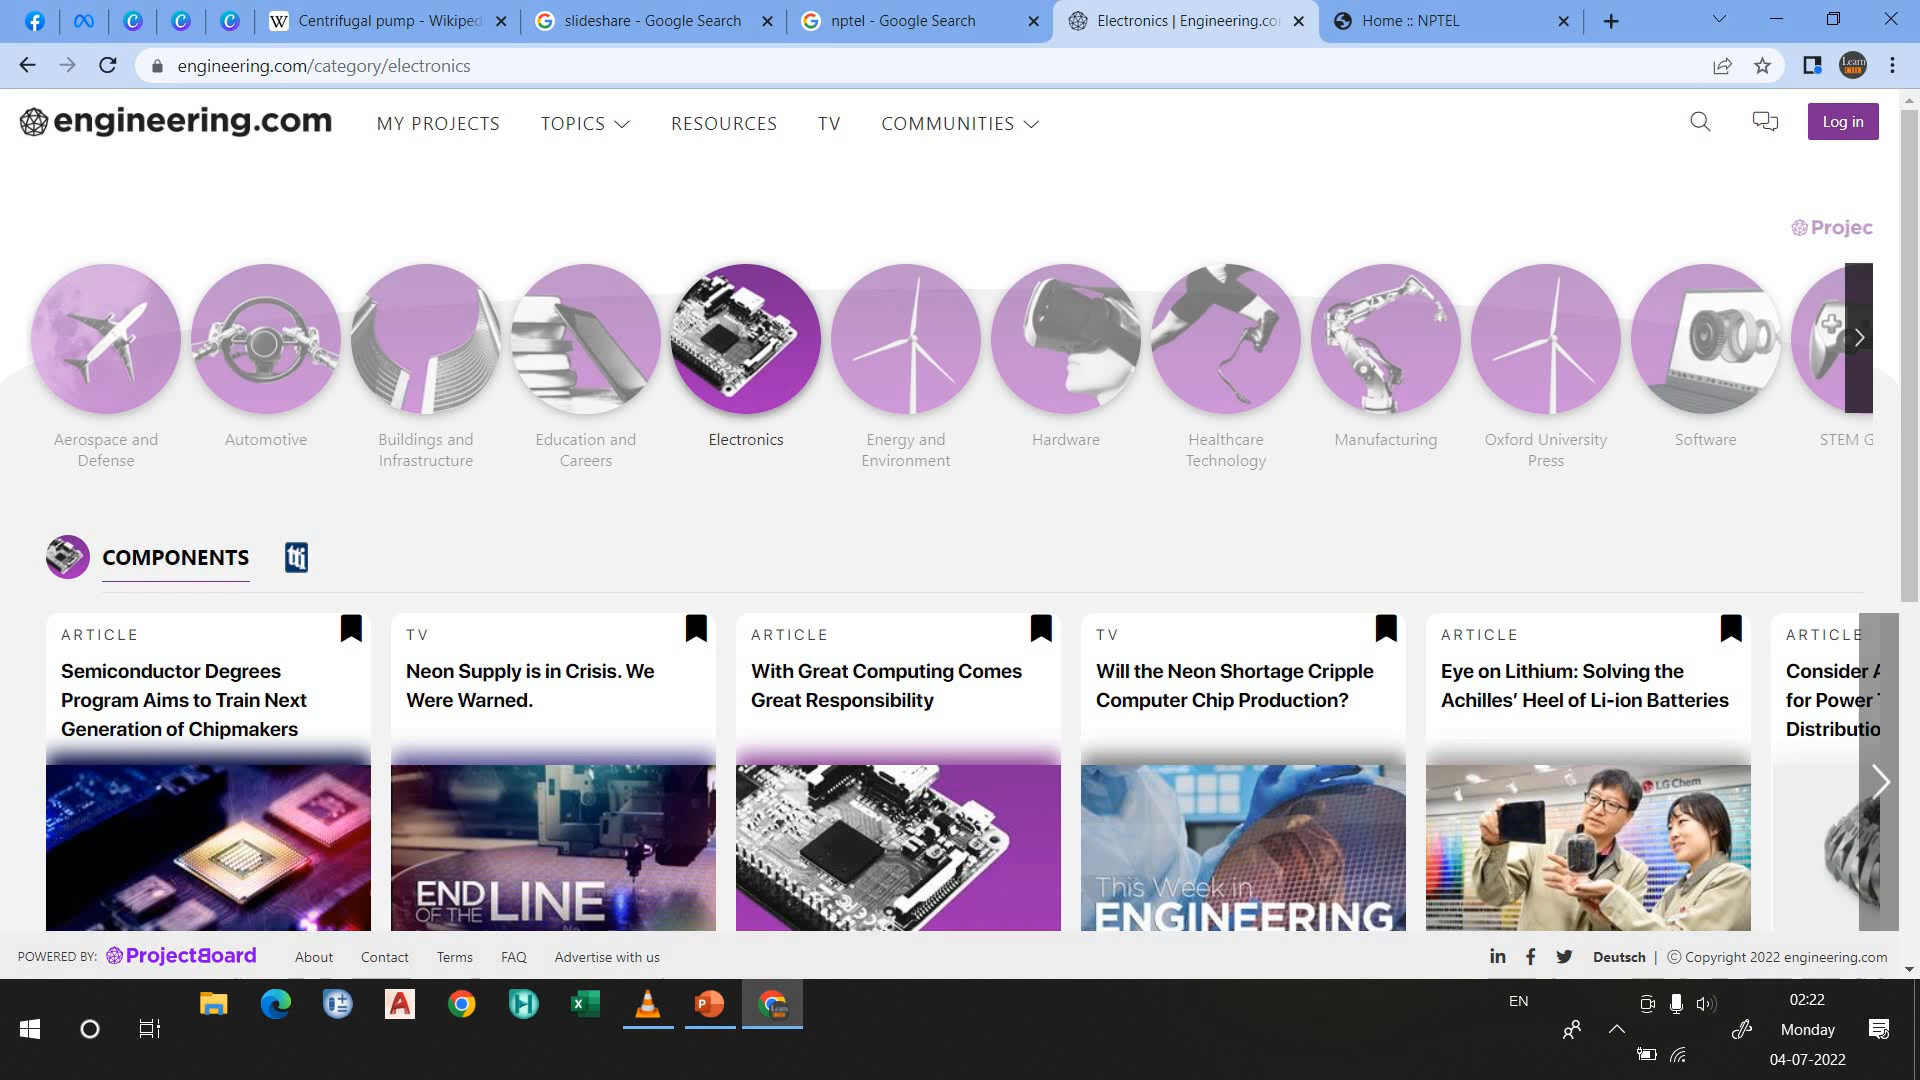 Centrifugal pump - Wikiped
slideshare - Google Search
nptel - Google Search
Electronics | Engineering.co
Home :: NPTEL
engineering.com/category/electronics
Learn
engineering.com
MY PROJECTS
TOPICS
RESOURCES
TV
COMMUNITIES
Log in
Projec
Aerospace and
Defense
Automotive
Buildings and
Infrastructure
Education and
Careers
Electronics
Energy and
Environment
Hardware
Healthcare
Technology
Manufacturing
Oxford University
Press
Software
STEM G
COMPONENTS
tti
ARTICLE
Semiconductor Degrees
Program Aims to Train Next
Generation of Chipmakers
TV
Neon Supply is in Crisis. We
Were Warned.
END
OF THE LINE
ARTICLE
With Great Computing Comes
Great Responsibility
TV
Will the Neon Shortage Cripple
Computer Chip Production?
This Week in
ENGINEERING
ARTICLE
Eye on Lithium: Solving the
Achilles’ Heel of Li-ion Batteries
LG Chem
ARTICLE
Consider A
for Power T
Distributio
POWERED BY: ProjectBoard
About
Contact
Terms
FAQ
Advertise with us
Deutsch | © Copyright 2022 engineering.com
EN
02:22
Monday
04-07-2022